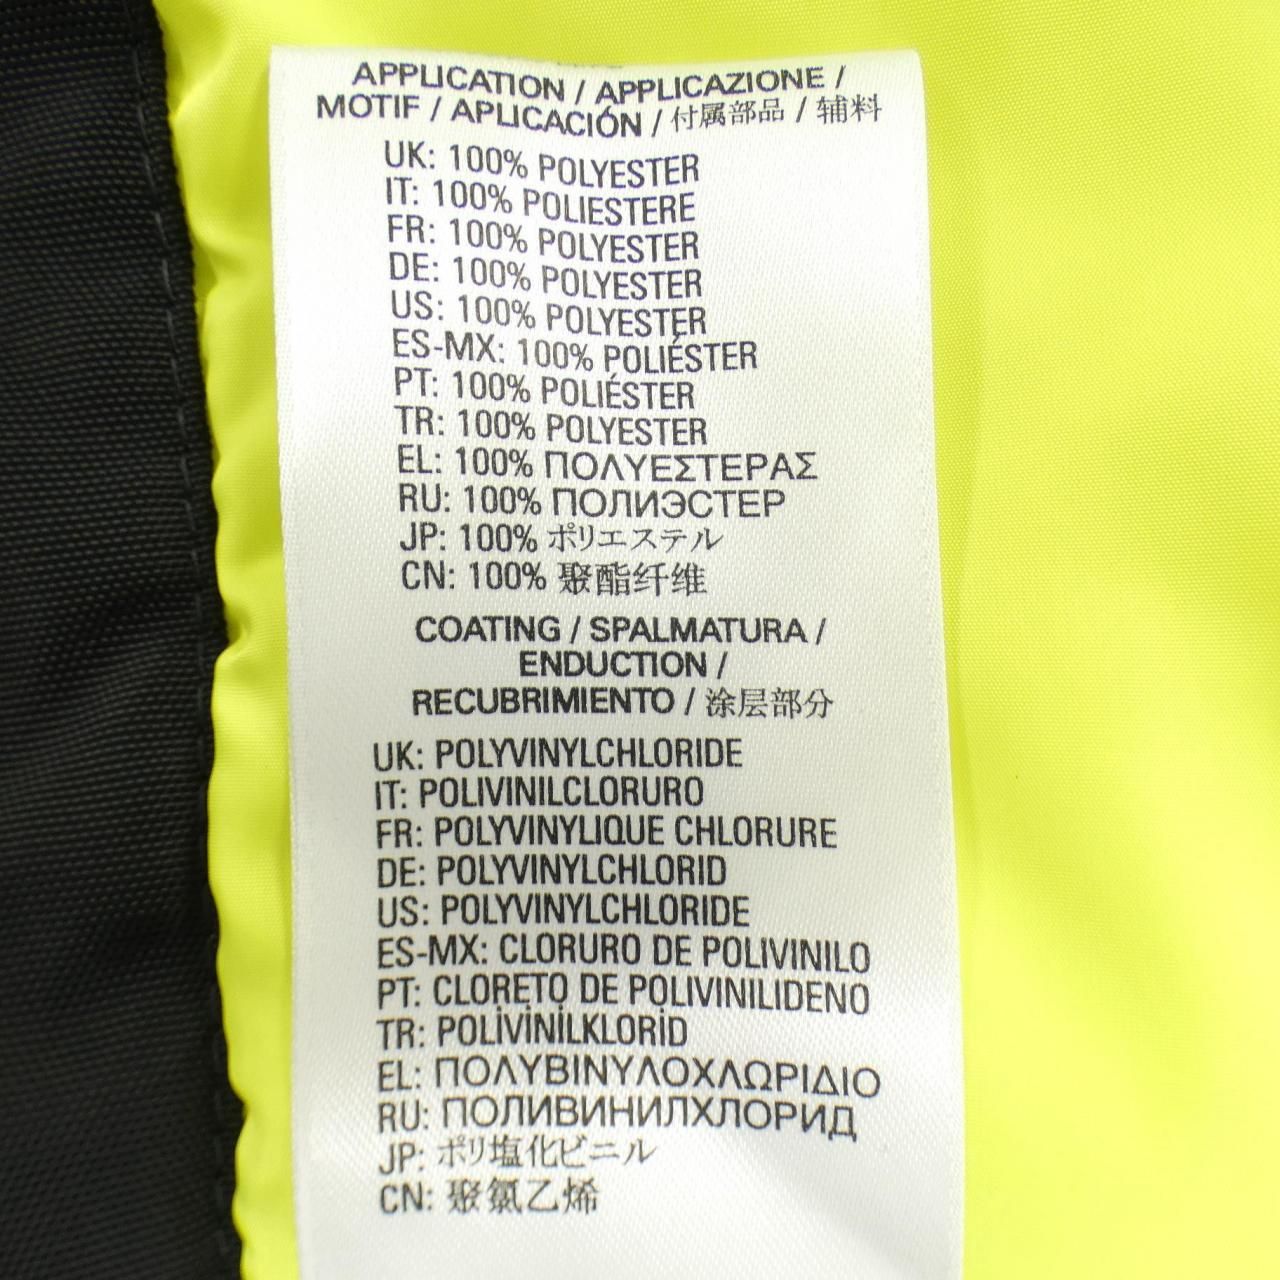 APPLICATION / APPLICAZIONE /
MOTIF / APLICACIÓN / 付属部品 / 辅料
UK: 100% POLYESTER
IT: 100% POLIESTERE
FR: 100% POLYESTER
DE: 100% POLYESTER
US: 100% POLYESTER
ES-MX: 100% POLIÉSTER
PT: 100% POLIÉSTER
TR: 100% POLYESTER
EL: 100% ΠΟΛΥΕΣΤΕΡΑΣ
RU: 100% ПОЛИЭСТЕР
JP: 100% ポリエステル
CN: 100% 聚酯纤维
COATING / SPALMATURA /
ENDUCTION /
RECUBRIMIENTO / 涂层部分
UK: POLYVINYLCHLORIDE
IT: POLIVINILCLORURO
FR: POLYVINYLIQUE CHLORURE
DE: POLYVINYLCHLORID
US: POLYVINYLCHLORIDE
ES-MX: CLORURO DE POLIVINILO
PT: CLORETO DE POLIVINILIDENO
TR: POLİVİNİLKLORİD
EL: ΠΟΛΥΒΙΝΥΛΟΧΛΩΡΙΔΙΟ
RU: ПОЛИВИНИЛХЛОРИД
JP: ポリ塩化ビニル
CN: 聚氯乙烯